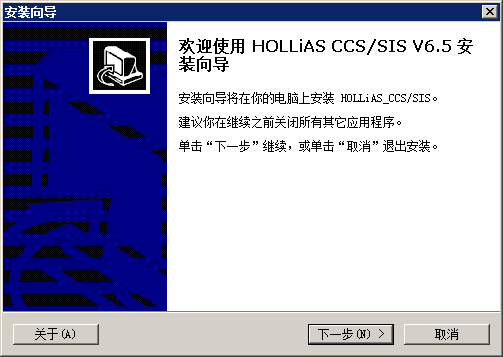 安装向导
欢迎使用 HOLLiAS CCS/SIS V6.5 安
装向导
安装向导将在你的电脑上安装 HOLLiAS_CCS/SIS。
建议你在继续之前关闭所有其它应用程序。
单击“下一步”继续，或单击“取消”退出安装。
关于(A)
下一步(N) >
取消